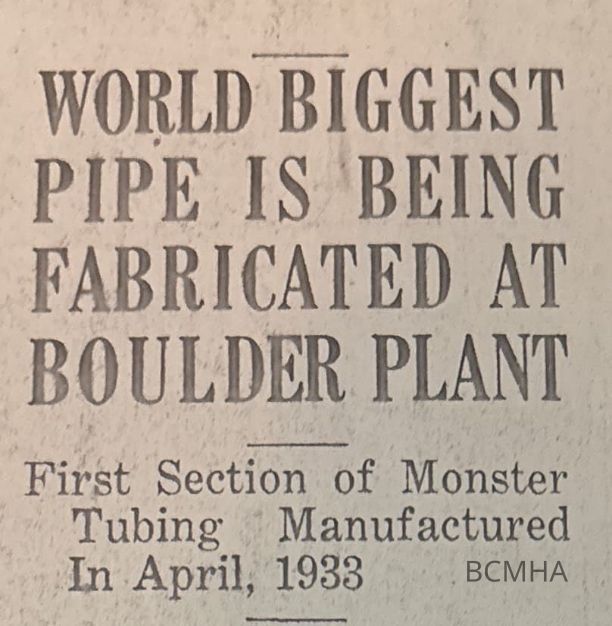 WORLD BIGGEST
PIPE IS BEING
FABRICATED AT
BOULDER PLANT
First Section of Monster
Tubing Manufactured
In April, 1933
BCMHA